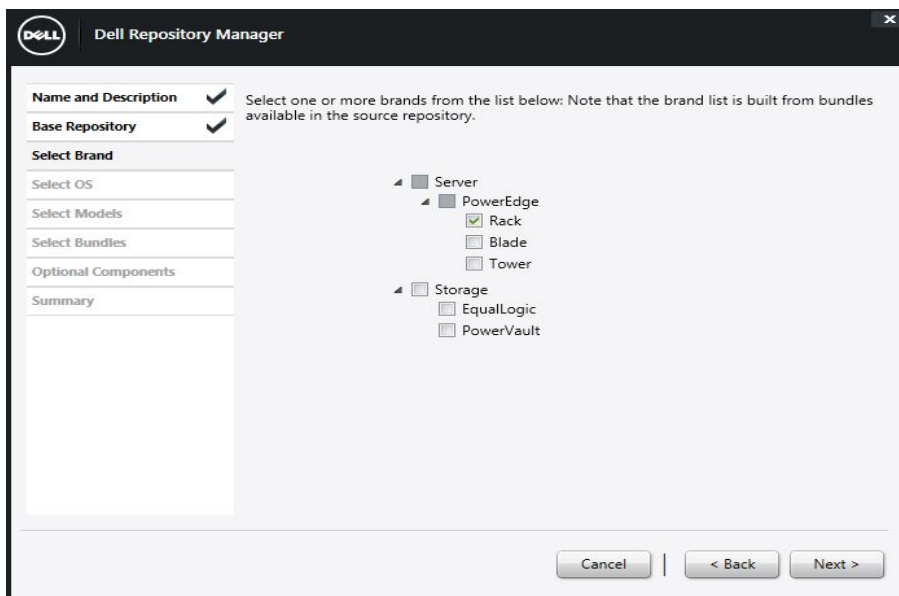 DELL
Dell Repository Manager
Name and Description
Base Repository
Select Brand
Select OS
Select Models
Select Bundles
Optional Components
Summary
Select one or more brands from the list below: Note that the brand list is built from bundles
available in the source repository.
Server
PowerEdge
Rack
Blade
Tower
Storage
EqualLogic
PowerVault
Cancel
< Back
Next >